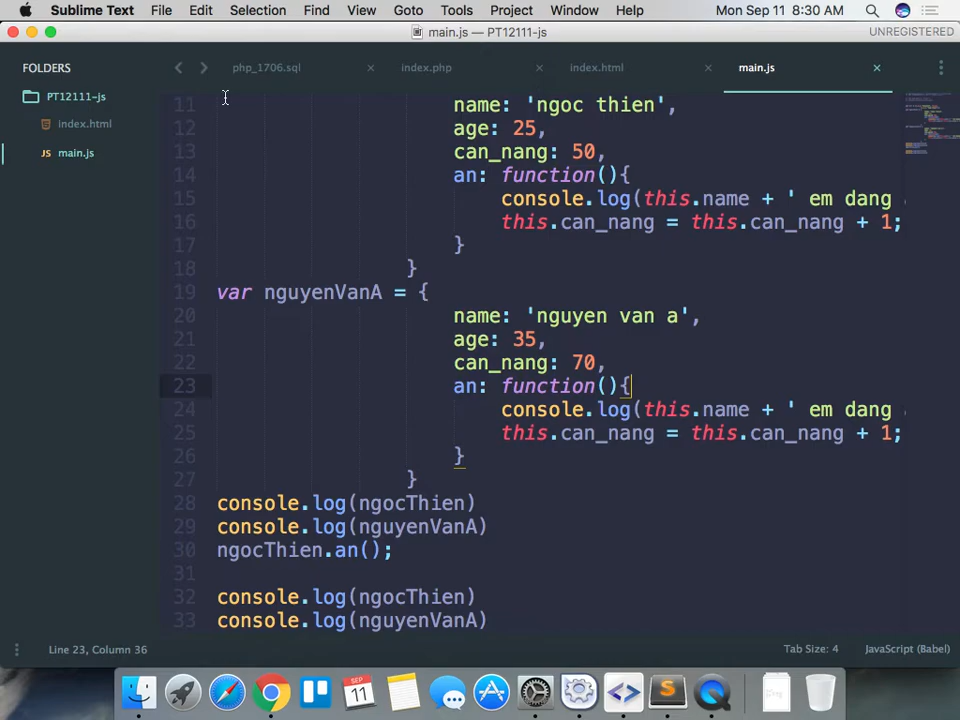 Sublime Text File Edit Selection Find View Goto Tools Project Window Help Mon Sep 11 8:30 AM
main.js — PT12111-js UNREGISTERED
FOLDERS
PT12111-js
index.html
main.js
php_1706.sql × index.php × index.html × main.js ×
11 name: 'ngoc thien',
12 age: 25,
13 can_nang: 50,
14 an: function(){
15 console.log(this.name + ' em dang
16 this.can_nang = this.can_nang + 1;
17 }
18 }
19 var nguyenVanA = {
20 name: 'nguyen van a',
21 age: 35,
22 can_nang: 70,
23 an: function(){
24 console.log(this.name + ' em dang
25 this.can_nang = this.can_nang + 1;
26 }
27 }
28 console.log(ngocThien)
29 console.log(nguyenVanA)
30 ngocThien.an();
31
32 console.log(ngocThien)
33 console.log(nguyenVanA)
Line 23, Column 36 Tab Size: 4 JavaScript (Babel)
SEP
11